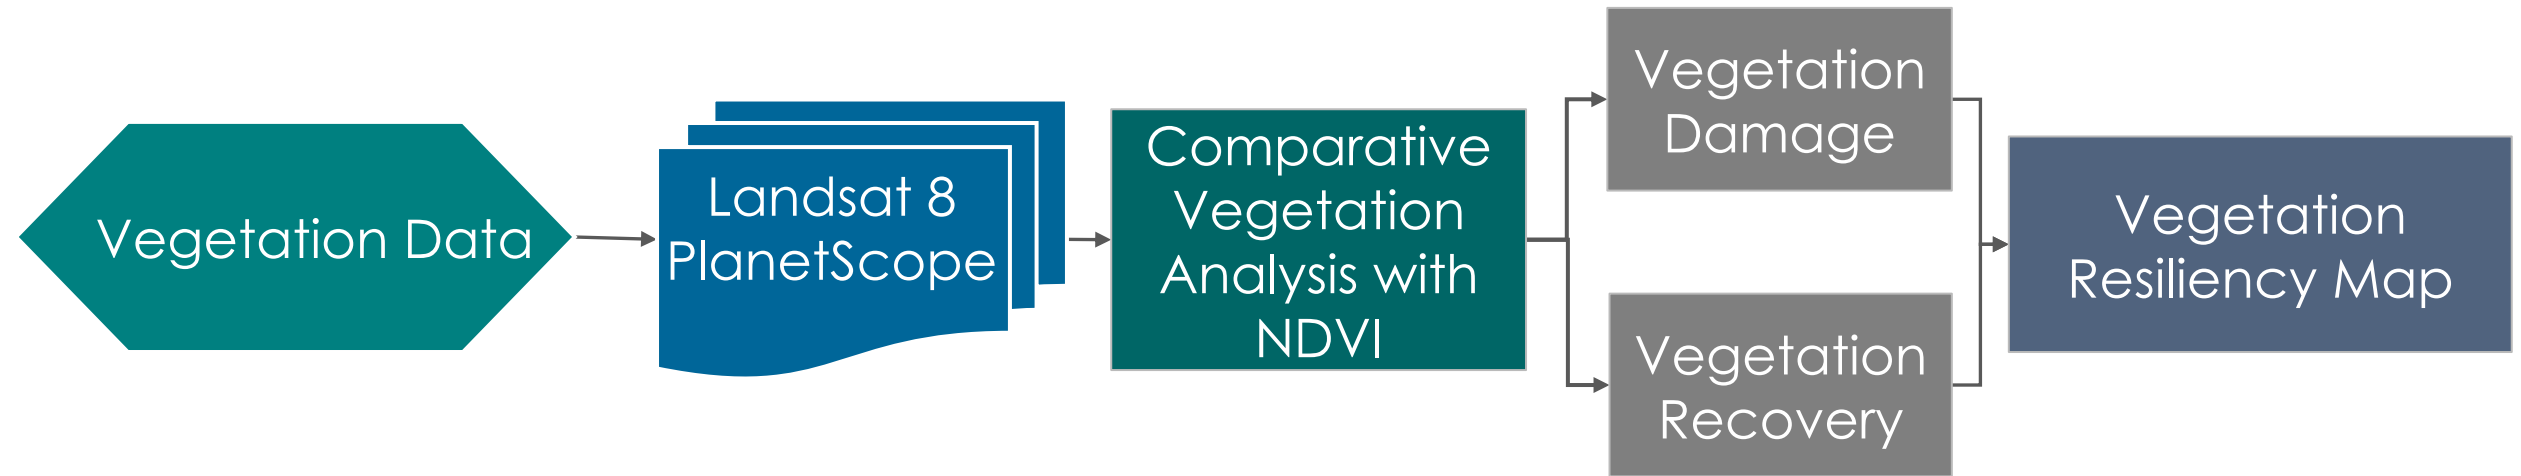 Vegetation Data
Landsat 8
PlanetScope
Comparative
Vegetation
Analysis with
NDVI
Vegetation
Damage
Vegetation
Recovery
Vegetation
Resiliency Map